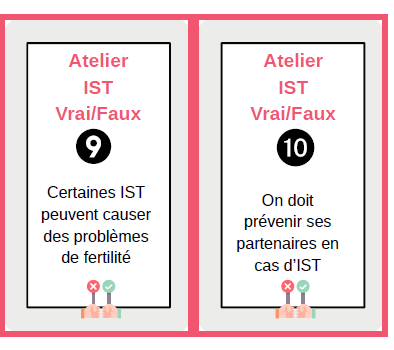 Atelier
IST
Vrai/Faux
9
Certaines IST
peuvent causer
des problèmes
de fertilité
Atelier
IST
Vrai/Faux
10
On doit
prévenir ses
partenaires en
cas d'IST